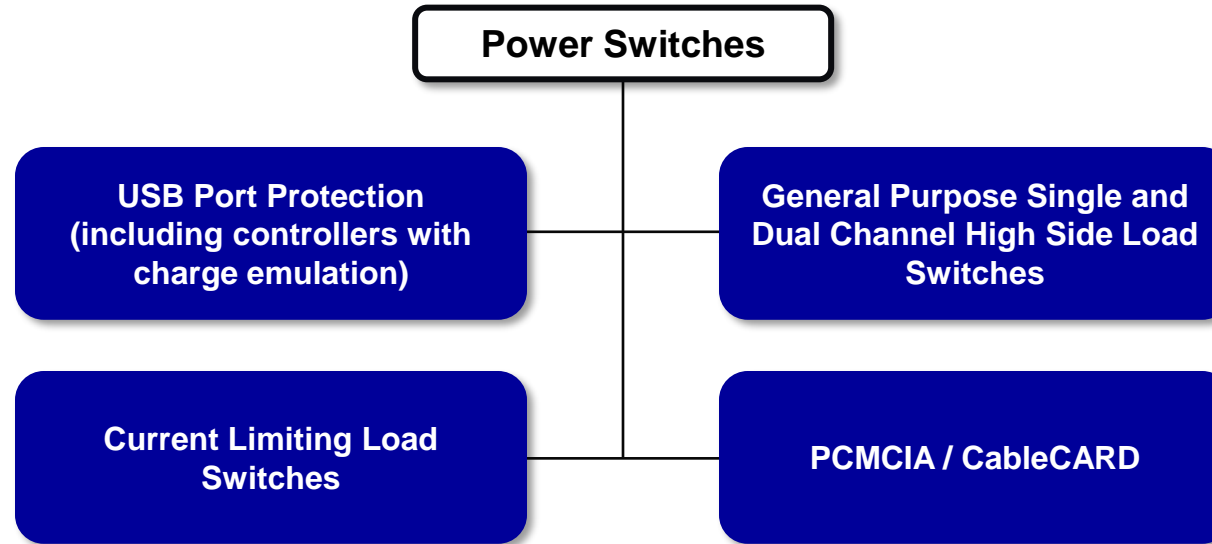 Power Switches
USB Port Protection
(including controllers with
charge emulation)
General Purpose Single and
Dual Channel High Side Load
Switches
Current Limiting Load
Switches
PCMCIA / CableCARD